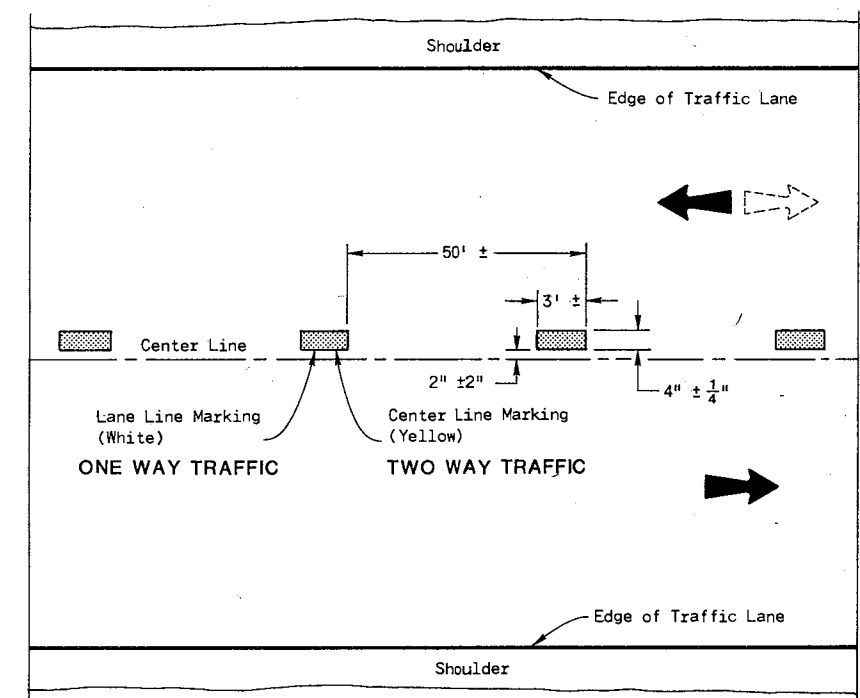 Shoulder
Edge of Traffic Lane
50' ±
3' ±
Center Line
2" ±2"
4" ± 1/4"
Lane Line Marking
(White)
ONE WAY TRAFFIC
Center Line Marking
(Yellow)
TWO WAY TRAFFIC
Edge of Traffic Lane
Shoulder